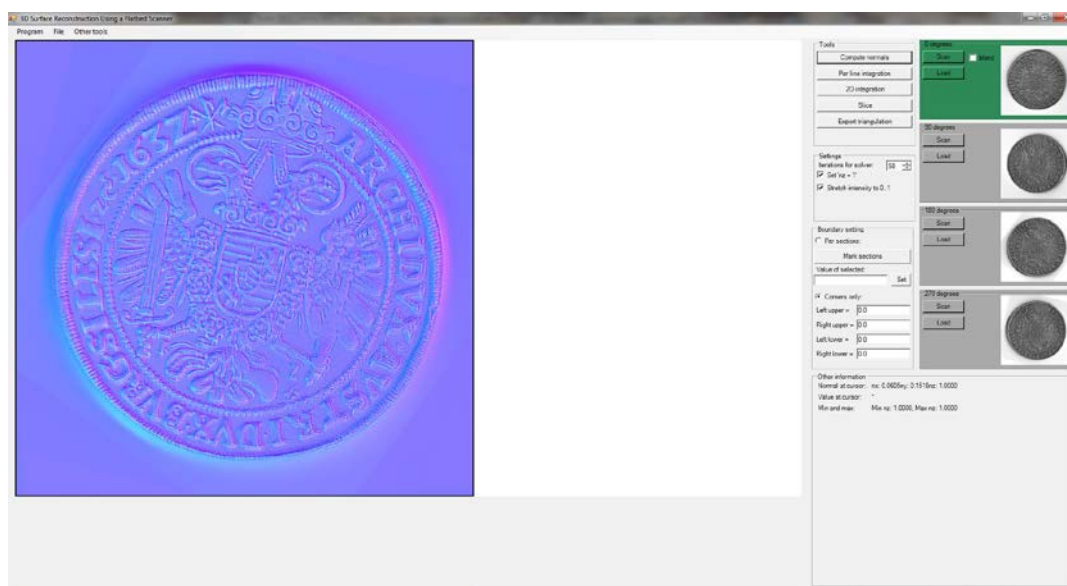 3D Surface Reconstruction Using a Flatbed Scanner
Program File Other tools
Tools
Compute normals
Per line integration
2D integration
Slice
Export triangulation
Settings
Iterations for solver: 50
Set Nz = 1
Stretch intensity to 0..1
Boundary setting
Per sections:
Mark sections
Value of selected:
Set
Corners only:
Left upper = 0.0
Right upper = 0.0
Left lower = 0.0
Right lower = 0.0
0 degrees
Scan
Load
90 degrees
Scan
Load
180 degrees
Scan
Load
270 degrees
Scan
Load
Other information
Normal at cursor:
Value at cursor:
Min and max: Min nz: 1.0000, Max nz: 1.0000
1632
ARCHIDVX
AVSTRI
DVX